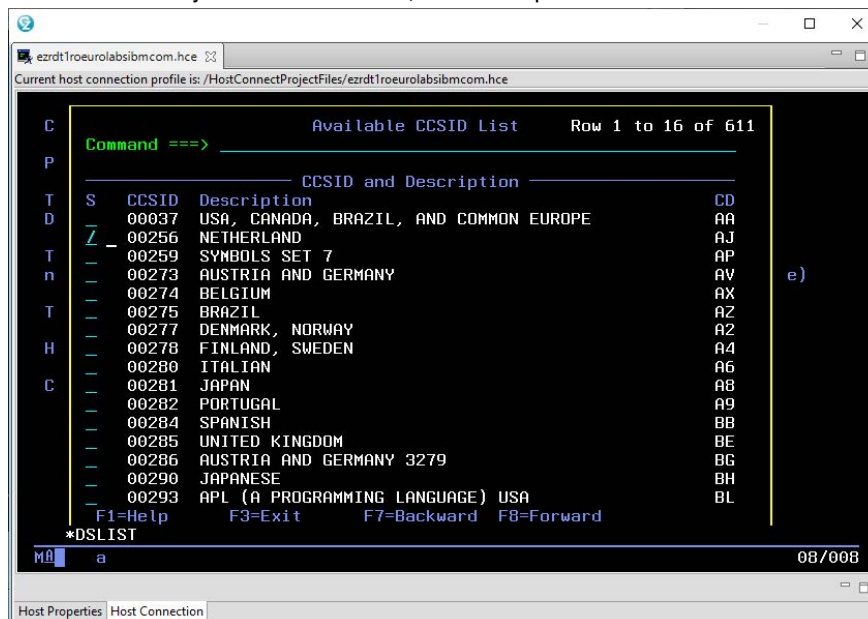 ezrdt1roeurolabsibmcom.hce
Current host connection profile is: /HostConnectProjectFiles/ezrdt1roeurolabsibmcom.hce
C Available CCSID List Row 1 to 16 of 611
Command ===>
P
CCSID and Description
T S CCSID Description CD
D _ 00037 USA, CANADA, BRAZIL, AND COMMON EUROPE AA
/ _ 00256 NETHERLAND AJ
T _ 00259 SYMBOLS SET 7 AP
n _ 00273 AUSTRIA AND GERMANY AV e)
_ 00274 BELGIUM AX
T _ 00275 BRAZIL AZ
_ 00277 DENMARK, NORWAY A2
H _ 00278 FINLAND, SWEDEN A4
_ 00280 ITALIAN A6
C _ 00281 JAPAN A8
_ 00282 PORTUGAL A9
_ 00284 SPANISH BB
_ 00285 UNITED KINGDOM BE
_ 00286 AUSTRIA AND GERMANY 3279 BG
_ 00290 JAPANESE BH
_ 00293 APL (A PROGRAMMING LANGUAGE) USA BL
F1=Help F3=Exit F7=Backward F8=Forward
*DSLIST
MA a 08/008
Host Properties Host Connection